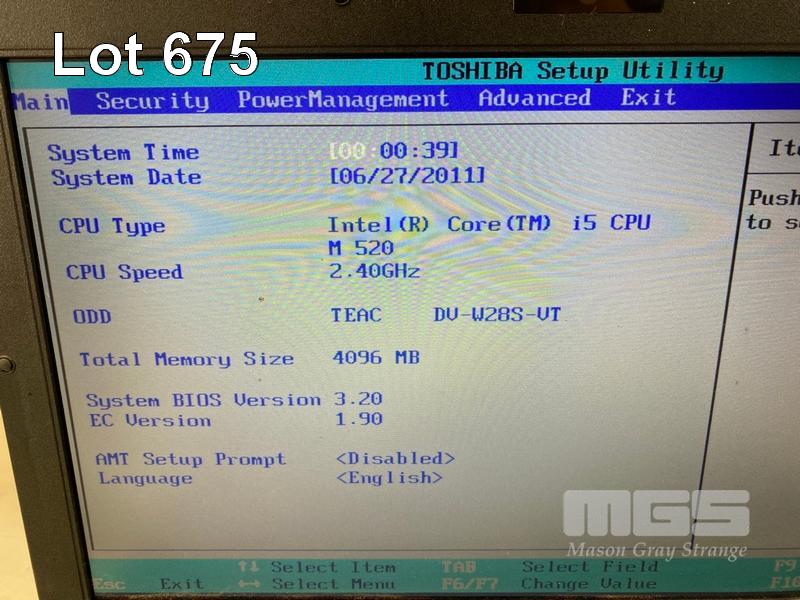 Lot 675
TOSHIBA Setup Utility
Main Security PowerManagement Advanced Exit
System Time [00:00:39]
System Date [06/27/2011]
CPU Type Intel(R) Core(TM) i5 CPU
M 520
CPU Speed 2.40GHz
ODD TEAC DV-W28S-VT
Total Memory Size 4096 MB
System BIOS Version 3.20
EC Version 1.90
AMT Setup Prompt <Disabled>
Language <English>
Push
to
MGS
Mason Gray Strange
↑↓ Select Item TAB Select Field F9
Esc Exit ↔ Select Menu F6/F7 Change Value F10